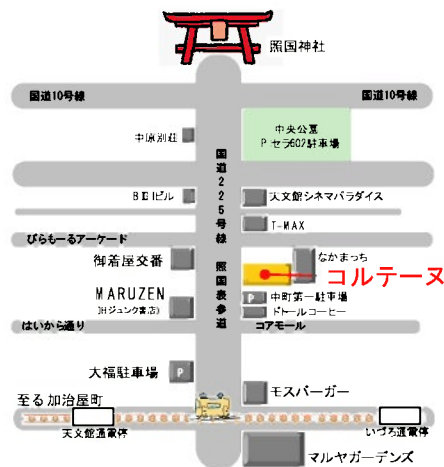 照国神社
国道10号線
国道10号線
中原別荘
中央公園
P セラ602駐車場
国道225号線
BIBIビル
天文館シネマパラダイス
T-MAX
ぴらもーるアーケード
御着屋交番
なかまっち
コルテーヌ
照国表参道
MARUZEN
(旧ジュンク書店)
P
中町第一駐車場
ドトールコーヒー
はいから通り
コアモール
大福駐車場
P
モスバーガー
至る加治屋町
天文館通電停
いづろ通電停
マルヤガーデンズ